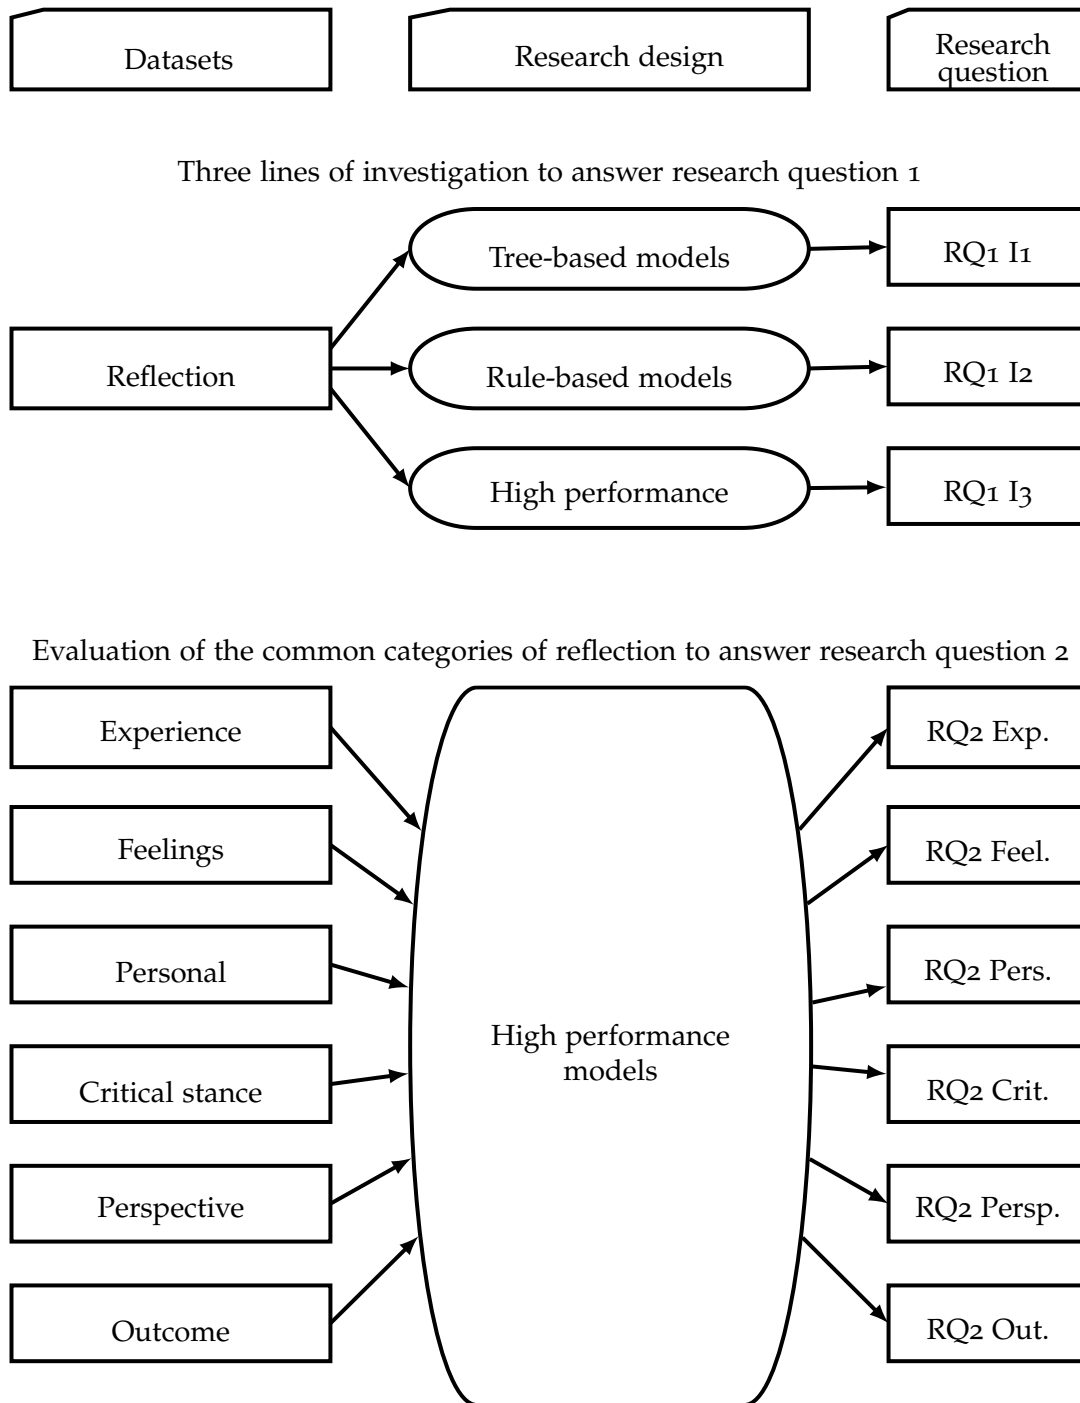 Datasets
Research design
Research
question
Three lines of investigation to answer research question 1
Tree-based models
RQ1 I1
Reflection
Rule-based models
RQ1 I2
High performance
RQ1 I3
Evaluation of the common categories of reflection to answer research question 2
Experience
RQ2 Exp.
Feelings
RQ2 Feel.
Personal
RQ2 Pers.
High performance
models
Critical stance
RQ2 Crit.
Perspective
RQ2 Persp.
Outcome
RQ2 Out.